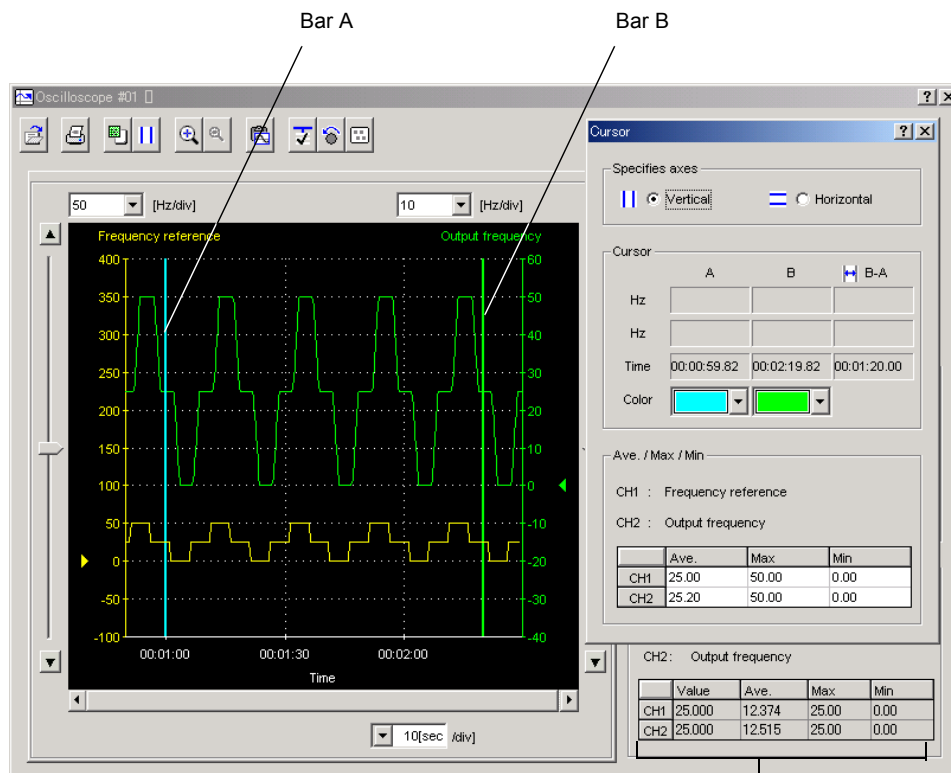 Bar A Bar B
Oscilloscope #01 []
Cursor
Specifies axes
Vertical Horizontal
50 [Hz/div] 10 [Hz/div]
Frequency reference Output frequency
400 60
350 50
300 40
250 30
200 20
150 10
100 0
50 -10
0 -20
-50 -30
-100 -40
00:01:00 00:01:30 00:02:00
Time
10[sec /div]
Cursor
A B B-A
Hz
Hz
Time 00:00:59.82 00:02:19.82 00:01:20.00
Color
Ave. / Max / Min
CH1 : Frequency reference
CH2 : Output frequency
Ave. Max Min
CH1 25.00 50.00 0.00
CH2 25.20 50.00 0.00
CH2: Output frequency
Value Ave. Max Min
CH1 25.000 12.374 25.00 0.00
CH2 25.000 12.515 25.00 0.00